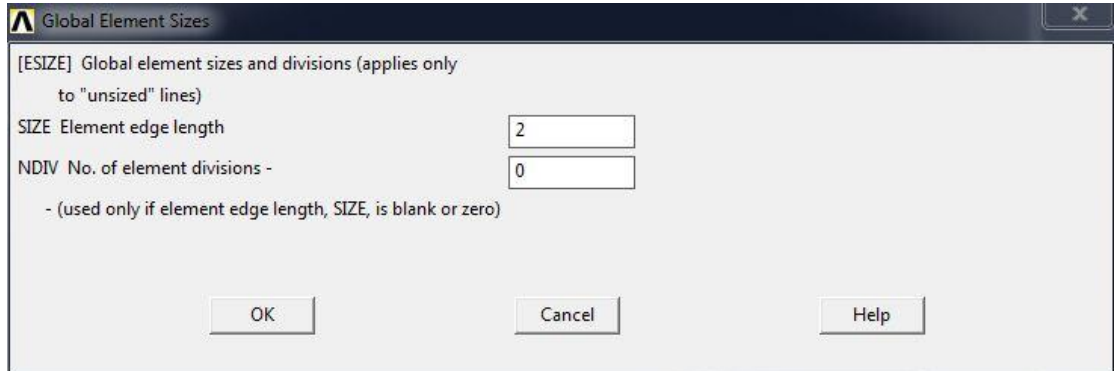 Global Element Sizes
[ESIZE] Global element sizes and divisions (applies only
to "unsized" lines)
SIZE Element edge length
2
NDIV No. of element divisions -
0
- (used only if element edge length, SIZE, is blank or zero)
OK
Cancel
Help